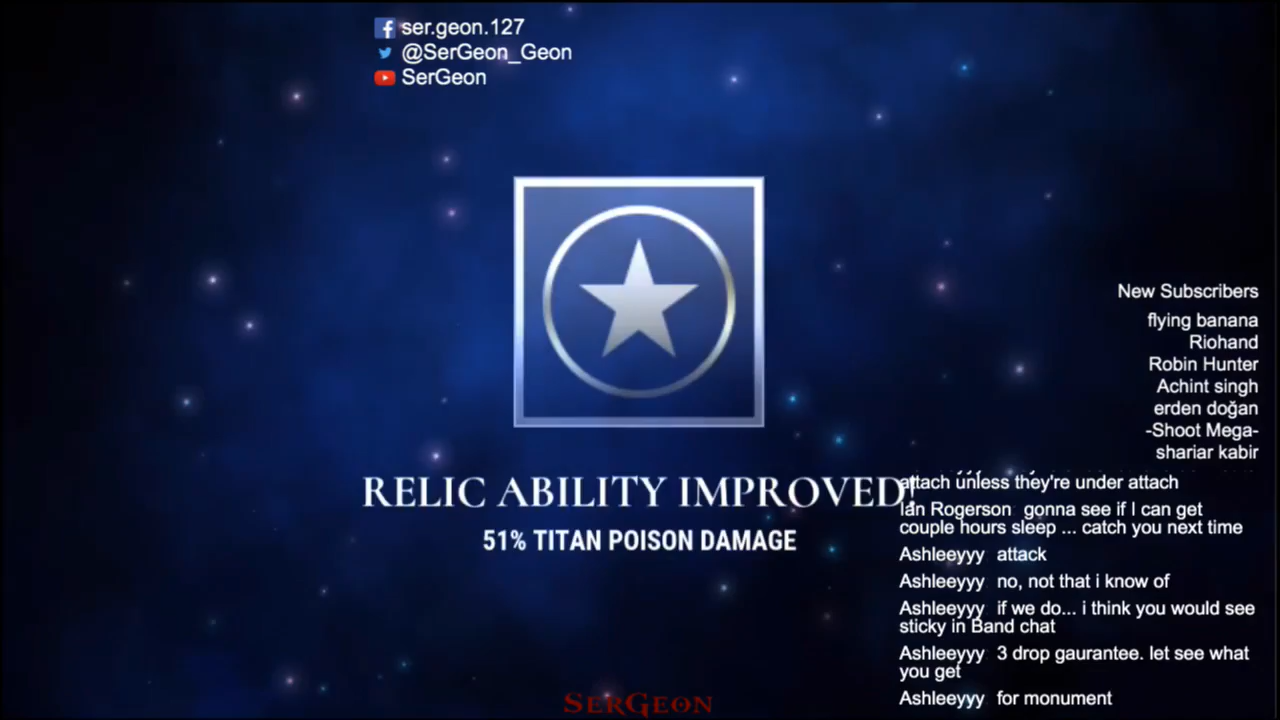 ser.geon.127
@SerGeon_Geon
SerGeon
RELIC ABILITY IMPROVED!
51% TITAN POISON DAMAGE
New Subscribers
flying banana
Riohand
Robin Hunter
Achint singh
erden doğan
-Shoot Mega-
shariar kabir
attach unless they're under attach
Ian Rogerson gonna see if I can get
couple hours sleep ... catch you next time
Ashleeyyy attack
Ashleeyyy no, not that i know of
Ashleeyyy if we do... i think you would see
sticky in Band chat
Ashleeyyy 3 drop gaurantee. let see what
you get
Ashleeyyy for monument
SERGEON